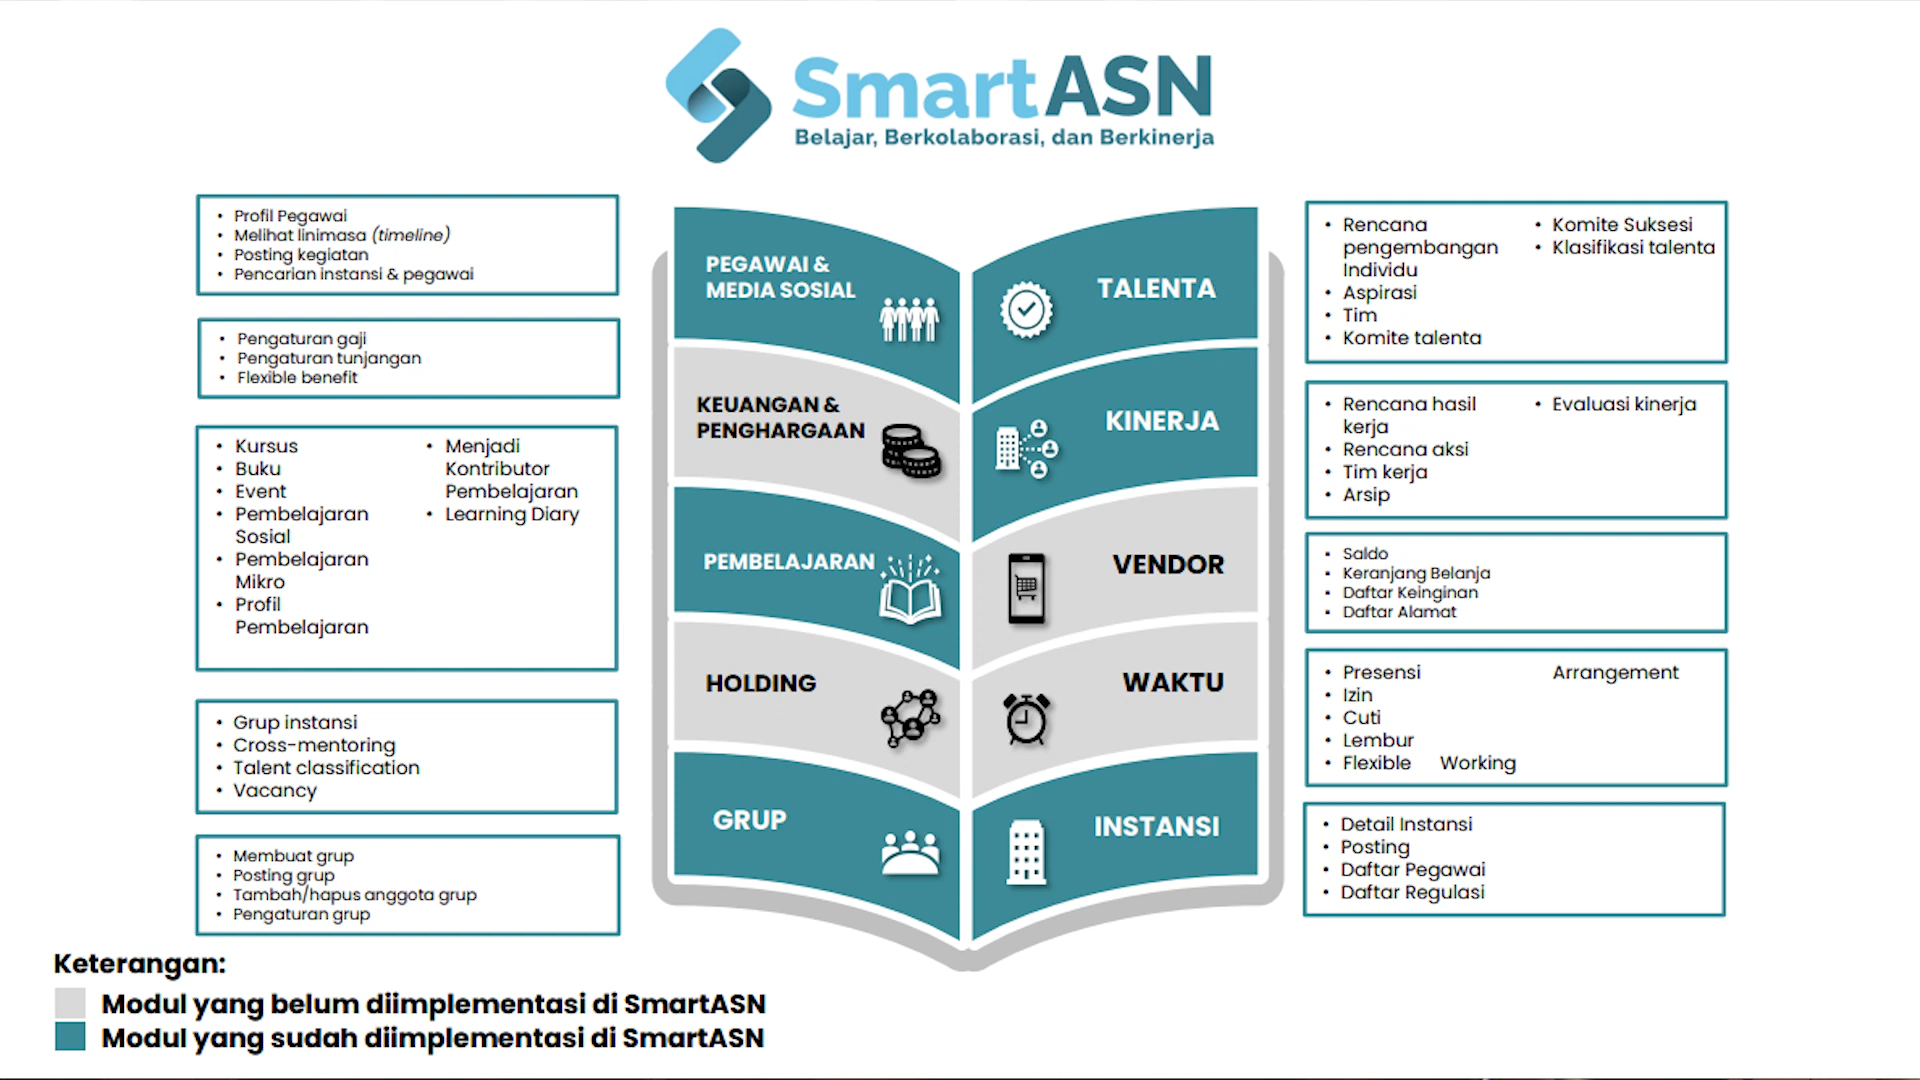 SmartASN
Belajar, Berkolaborasi, dan Berkinerja
• Profil Pegawai
• Melihat linimasa (timeline)
• Posting kegiatan
• Pencarian instansi & pegawai
• Pengaturan gaji
• Pengaturan tunjangan
• Flexible benefit
• Kursus
• Buku
• Event
• Pembelajaran
Sosial
• Pembelajaran
Mikro
• Profil
Pembelajaran
• Menjadi
Kontributor
Pembelajaran
• Learning Diary
• Grup instansi
• Cross-mentoring
• Talent classification
• Vacancy
• Membuat grup
• Posting grup
• Tambah/hapus anggota grup
• Pengaturan grup
PEGAWAI &
MEDIA SOSIAL
KEUANGAN &
PENGHARGAAN
PEMBELAJARAN
HOLDING
GRUP
TALENTA
KINERJA
VENDOR
WAKTU
INSTANSI
• Rencana
pengembangan
Individu
• Aspirasi
• Tim
• Komite talenta
• Komite Suksesi
• Klasifikasi talenta
• Rencana hasil
kerja
• Rencana aksi
• Tim kerja
• Arsip
• Evaluasi kinerja
• Saldo
• Keranjang Belanja
• Daftar Keinginan
• Daftar Alamat
• Presensi
• Izin
• Cuti
• Lembur
• Flexible Working
Arrangement
• Detail Instansi
• Posting
• Daftar Pegawai
• Daftar Regulasi
Keterangan:
Modul yang belum diimplementasi di SmartASN
Modul yang sudah diimplementasi di SmartASN